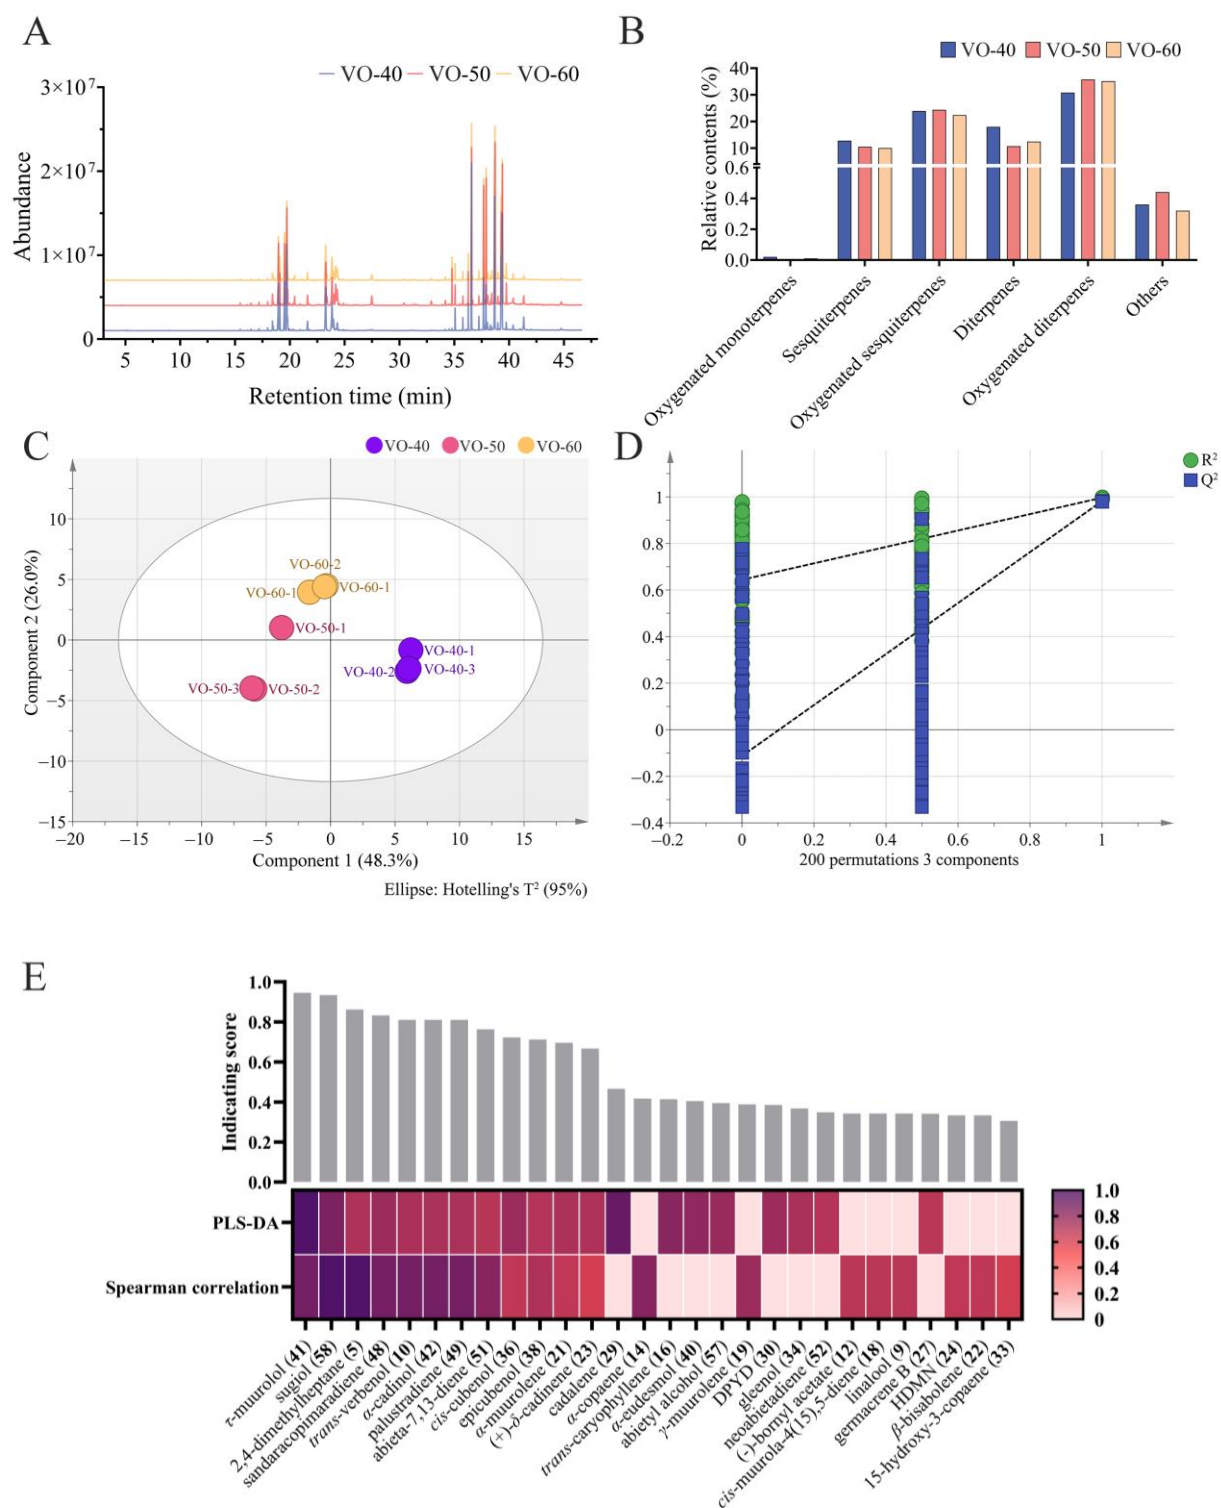 A
VO-40 VO-50 VO-60
3×10⁷
2×10⁷
1×10⁷
0
Abundance
5 10 15 20 25 30 35 40 45
Retention time (min)
B
VO-40 VO-50 VO-60
Relative contents (%)
40
30
20
10
0.6
0.4
0.2
0.0
Oxygenated monoterpenes
Sesquiterpenes
Oxygenated sesquiterpenes
Diterpenes
Oxygenated diterpenes
Others
C
VO-40 VO-50 VO-60
Component 2 (26.0%)
10
5
0
−5
−10
−15
VO-60-2
VO-60-1 VO-60-1
VO-50-1
VO-40-1
VO-40-2 VO-40-3
VO-50-3 VO-50-2
−20 −15 −10 −5 0 5 10 15
Component 1 (48.3%)
Ellipse: Hotelling's T² (95%)
D
R²
Q²
1
0.8
0.6
0.4
0.2
0
−0.2
−0.4
−0.2 0 0.2 0.4 0.6 0.8 1
200 permutations 3 components
E
Indicating score
1.0
0.8
0.6
0.4
0.2
0.0
PLS-DA
Spearman correlation
1.0
0.8
0.6
0.4
0.2
0
τ-muurolol (41)
sugiol (58)
2,4-dimethylheptane (5)
sandaracopimaradiene (48)
trans-verbenol (10)
α-cadinol (42)
palustradiene (49)
abieta-7,13-diene (51)
cis-cubenol (36)
epicubenol (38)
α-muurolene (21)
(+)-δ-cadinene (23)
cadalene (29)
α-copaene (14)
trans-caryophyllene (16)
α-eudesmol (40)
abietyl alcohol (57)
γ-muurolene (19)
DPYD (30)
gleenol (34)
neoabietadiene (52)
(-)-bornyl acetate (12)
cis-muurola-4(15),5-diene (18)
linalool (9)
germacrene B (27)
HDMN (24)
β-bisabolene (22)
15-hydroxy-3-copaene (33)